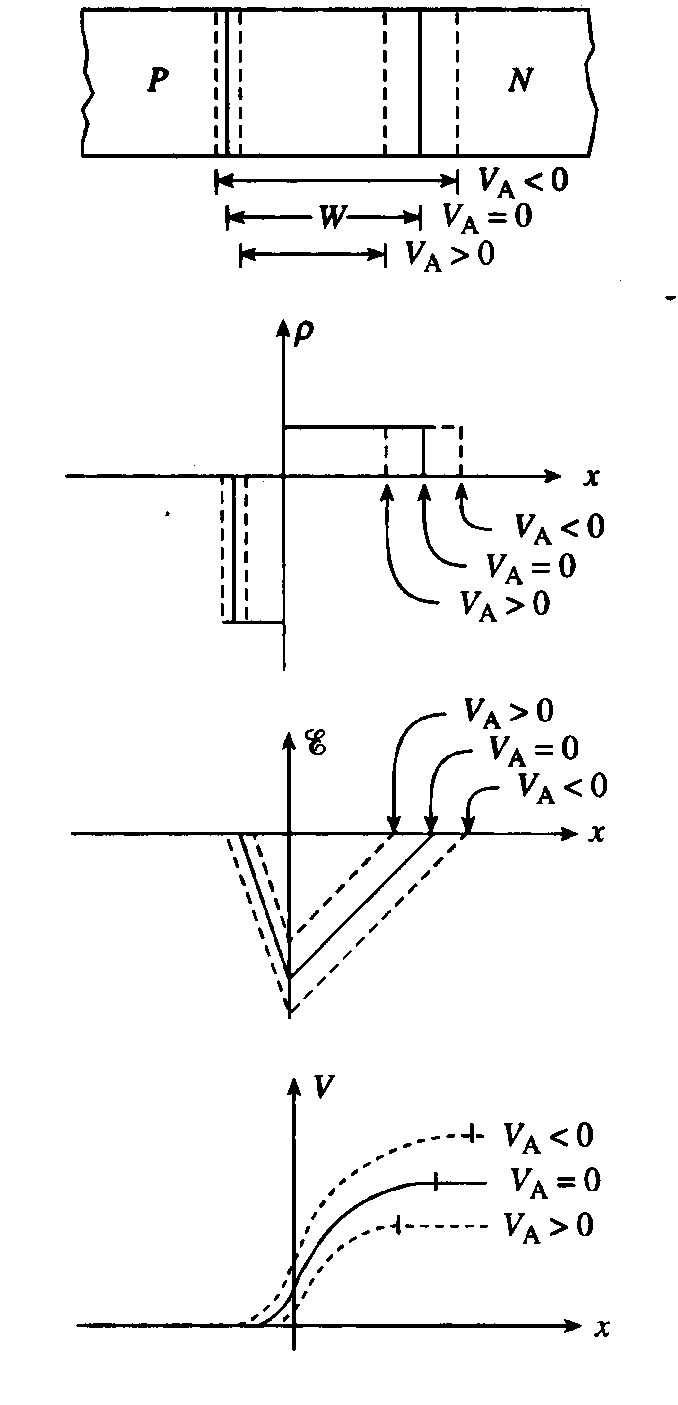 P N
V_A < 0
W V_A = 0
V_A > 0
ρ
x
V_A < 0
V_A = 0
V_A > 0
V_A > 0
ℰ
V_A = 0
V_A < 0
x
V
V_A < 0
V_A = 0
V_A > 0
x